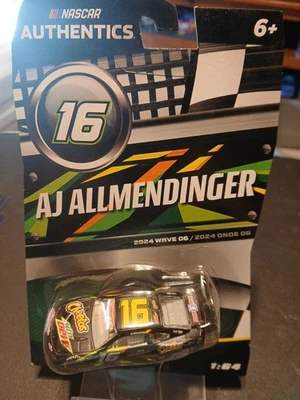 NASCAR
AUTHENTICS
6+
16
AJ ALLMENDINGER
2024 WAVE 06 / 2024 ONDE 06
16
1:64